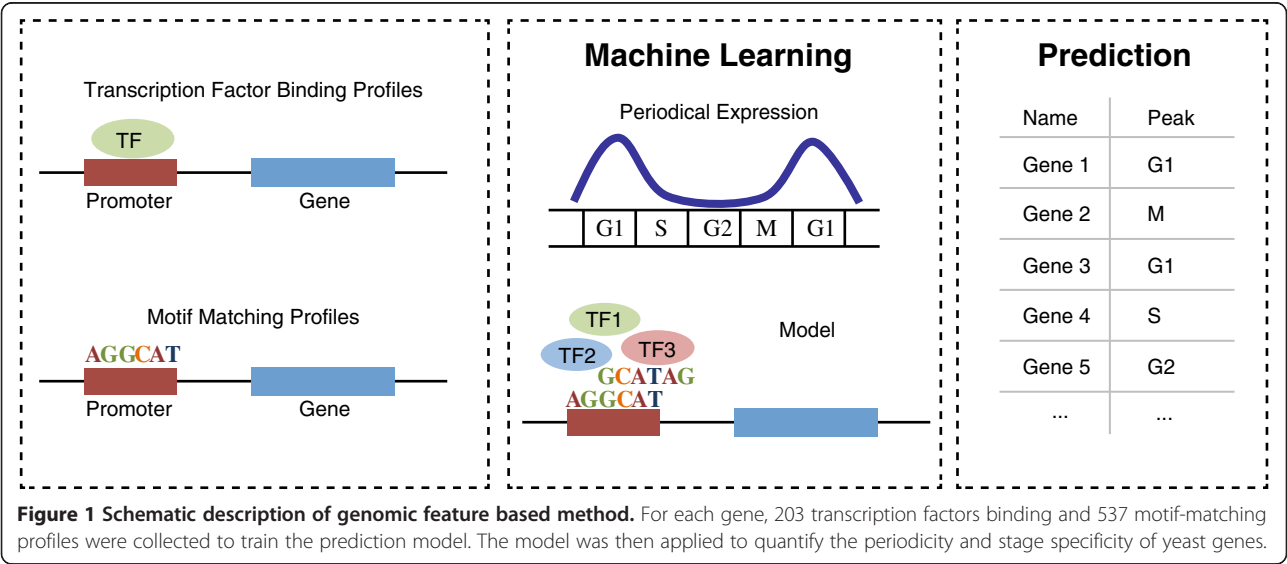 Transcription Factor Binding Profiles
TF
Promoter
Gene
Motif Matching Profiles
AGGCAT
Promoter
Gene
Machine Learning
Periodical Expression
G1 S G2 M G1
Model
TF1
TF2
TF3
GCATAG
AGGCAT
Prediction
Name Peak
Gene 1 G1
Gene 2 M
Gene 3 G1
Gene 4 S
Gene 5 G2
... ...
Figure 1 Schematic description of genomic feature based method. For each gene, 203 transcription factors binding and 537 motif-matching
profiles were collected to train the prediction model. The model was then applied to quantify the periodicity and stage specificity of yeast genes.